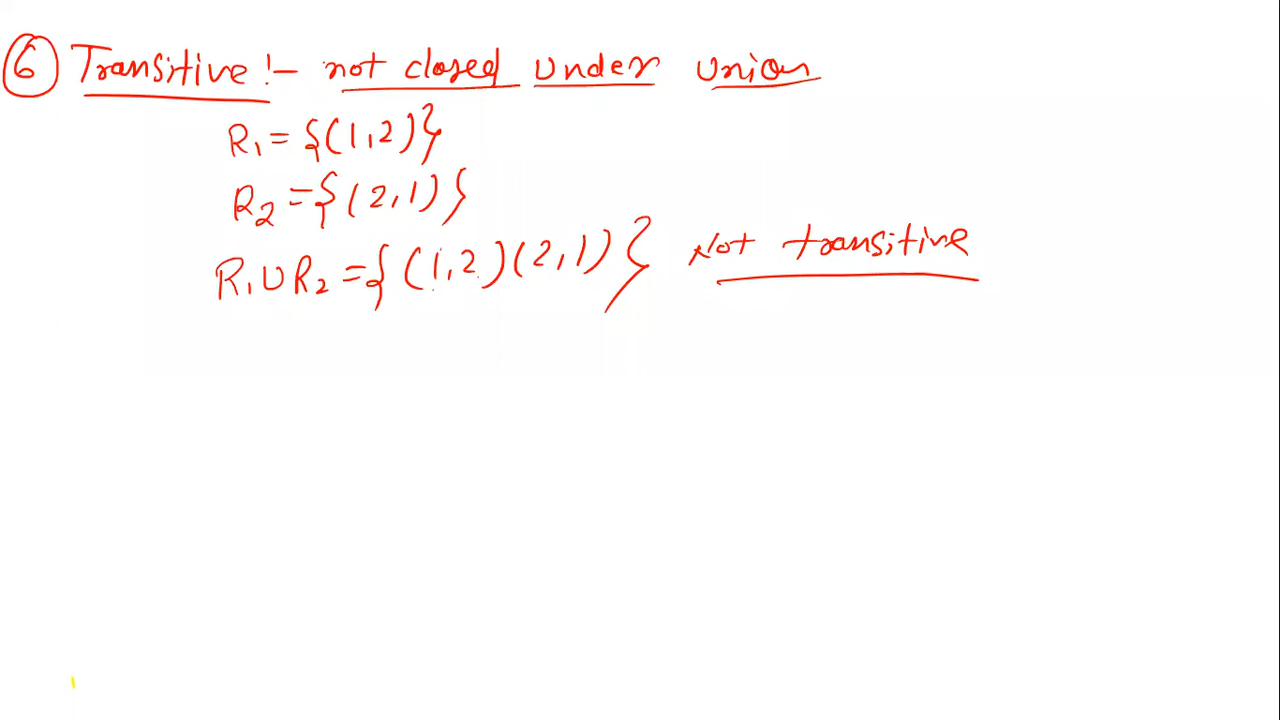 6 Transitive :- not closed under union
R1 = {(1,2)}
R2 = {(2,1)}
R1 ∪ R2 = {(1,2)(2,1)} Not transitive